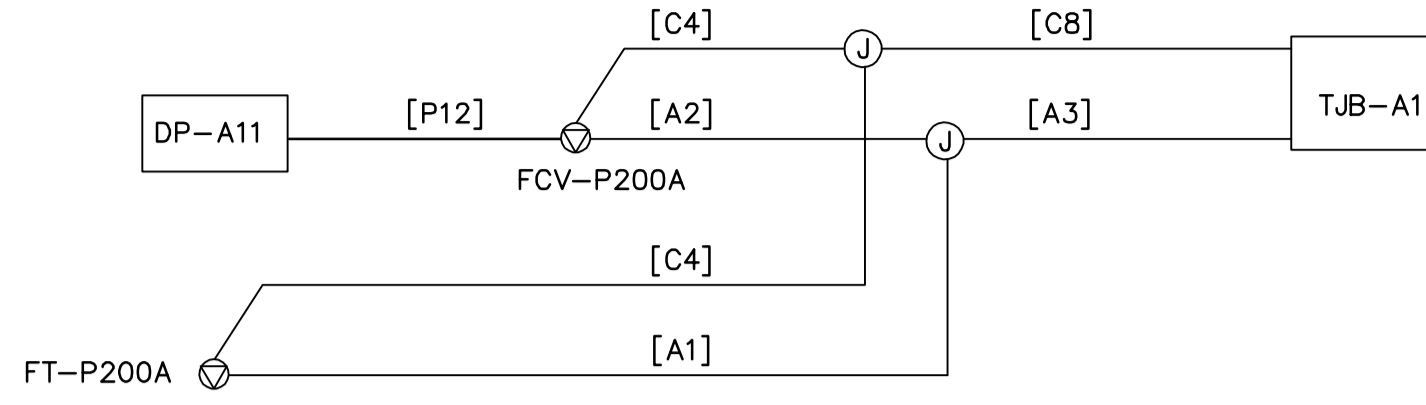 [C4]
J
[C8]
DP-A11
[P12]
[A2]
J
[A3]
TJB-A1
FCV-P200A
[C4]
FT-P200A
[A1]